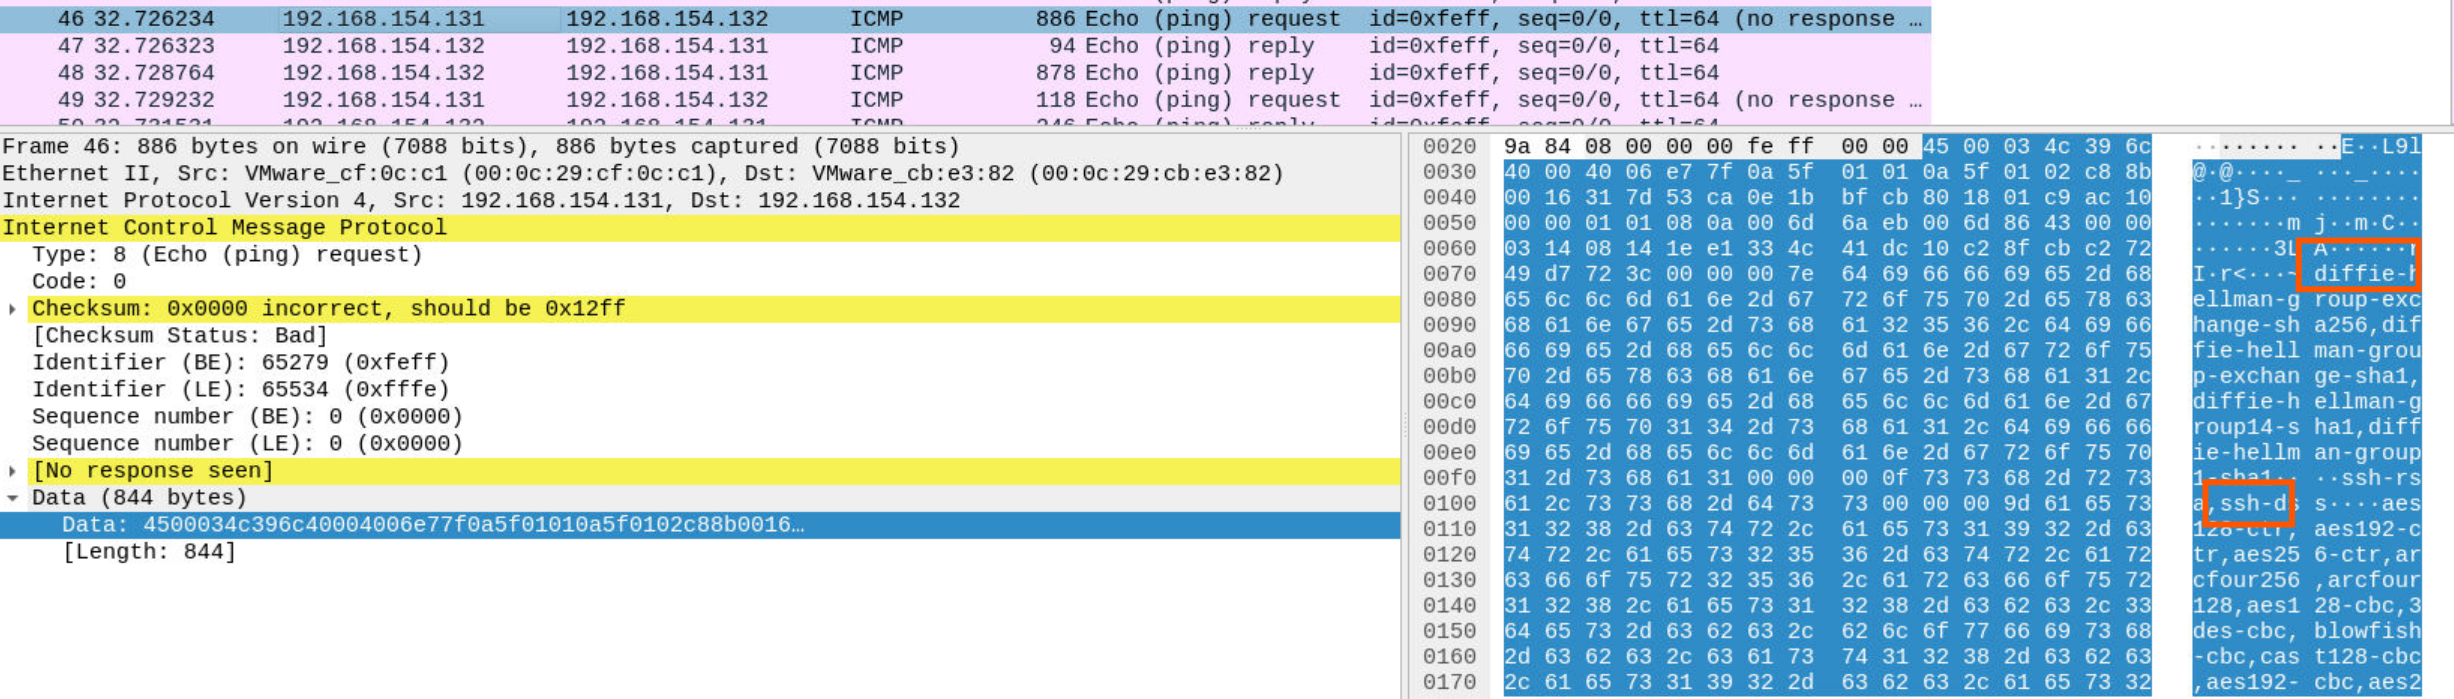 46 32.726234 192.168.154.131 192.168.154.132 ICMP 886 Echo (ping) request id=0xfeff, seq=0/0, ttl=64 (no response …
47 32.726323 192.168.154.132 192.168.154.131 ICMP 94 Echo (ping) reply id=0xfeff, seq=0/0, ttl=64
48 32.728764 192.168.154.132 192.168.154.131 ICMP 878 Echo (ping) reply id=0xfeff, seq=0/0, ttl=64
49 32.729232 192.168.154.131 192.168.154.132 ICMP 118 Echo (ping) request id=0xfeff, seq=0/0, ttl=64 (no response …
Frame 46: 886 bytes on wire (7088 bits), 886 bytes captured (7088 bits)
Ethernet II, Src: VMware_cf:0c:c1 (00:0c:29:cf:0c:c1), Dst: VMware_cb:e3:82 (00:0c:29:cb:e3:82)
Internet Protocol Version 4, Src: 192.168.154.131, Dst: 192.168.154.132
Internet Control Message Protocol
Type: 8 (Echo (ping) request)
Code: 0
Checksum: 0x0000 incorrect, should be 0x12ff
[Checksum Status: Bad]
Identifier (BE): 65279 (0xfeff)
Identifier (LE): 65534 (0xfffe)
Sequence number (BE): 0 (0x0000)
Sequence number (LE): 0 (0x0000)
[No response seen]
Data (844 bytes)
Data: 4500034c396c40004006e77f0a5f01010a5f0102c88b0016…
[Length: 844]
0020 9a 84 08 00 00 00 fe ff 00 00 45 00 03 4c 39 6c ··········E··L9l
0030 40 00 40 06 e7 7f 0a 5f 01 01 0a 5f 01 02 c8 8b @·@····_ ···_····
0040 00 16 31 7d 53 ca 0e 1b bf cb 80 18 01 c9 ac 10 ··1}S··· ········
0050 00 00 01 01 08 0a 00 6d 6a eb 00 6d 86 43 00 00 ·······m j··m·C··
0060 03 14 08 14 1e e1 33 4c 41 dc 10 c2 8f cb c2 72 ······3L A······r
0070 49 d7 72 3c 00 00 00 7e 64 69 66 66 69 65 2d 68 I·r<···~ diffie-h
0080 65 6c 6c 6d 61 6e 2d 67 72 6f 75 70 2d 65 78 63 ellman-g roup-exc
0090 68 61 6e 67 65 2d 73 68 61 32 35 36 2c 64 69 66 hange-sh a256,dif
00a0 66 69 65 2d 68 65 6c 6c 6d 61 6e 2d 67 72 6f 75 fie-hell man-grou
00b0 70 2d 65 78 63 68 61 6e 67 65 2d 73 68 61 31 2c p-exchan ge-sha1,
00c0 64 69 66 66 69 65 2d 68 65 6c 6c 6d 61 6e 2d 67 diffie-h ellman-g
00d0 72 6f 75 70 31 34 2d 73 68 61 31 2c 64 69 66 66 roup14-s ha1,diff
00e0 69 65 2d 68 65 6c 6c 6d 61 6e 2d 67 72 6f 75 70 ie-hellm an-group
00f0 31 2d 73 68 61 31 00 00 00 0f 73 73 68 2d 72 73 1-sha1·· ··ssh-rs
0100 61 2c 73 73 68 2d 64 73 73 00 00 00 9d 61 65 73 a,ssh-ds s····aes
0110 31 32 38 2d 63 74 72 2c 61 65 73 31 39 32 2d 63 128-ctr, aes192-c
0120 74 72 2c 61 65 73 32 35 36 2d 63 74 72 2c 61 72 tr,aes25 6-ctr,ar
0130 63 66 6f 75 72 32 35 36 2c 61 72 63 66 6f 75 72 cfour256 ,arcfour
0140 31 32 38 2c 61 65 73 31 32 38 2d 63 62 63 2c 33 128,aes1 28-cbc,3
0150 64 65 73 2d 63 62 63 2c 62 6c 6f 77 66 69 73 68 des-cbc, blowfish
0160 2d 63 62 63 2c 63 61 73 74 31 32 38 2d 63 62 63 -cbc,cas t128-cbc
0170 2c 61 65 73 31 39 32 2d 63 62 63 2c 61 65 73 32 ,aes192- cbc,aes2